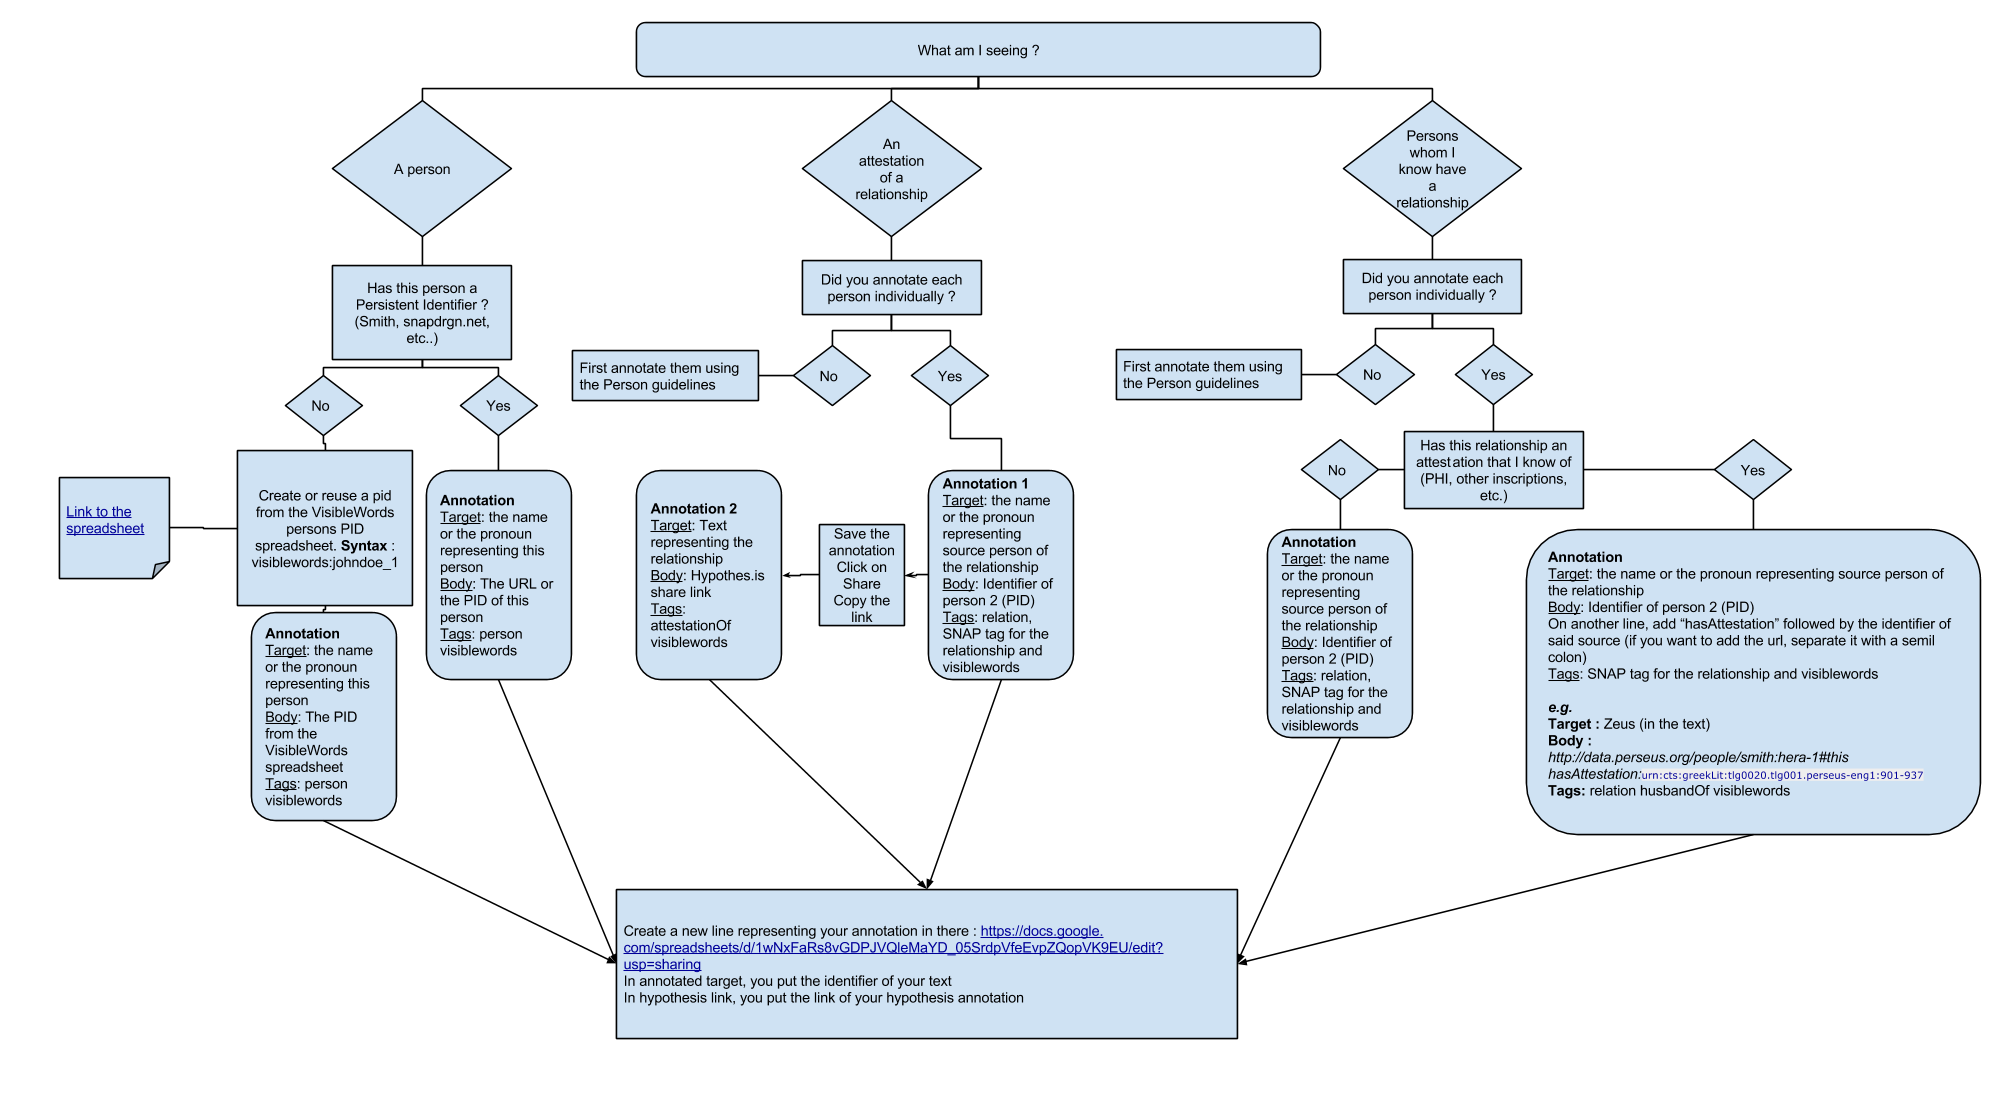 What am I seeing ?
A person
An
attestation
of a
relationship
Persons
whom I
know have
a
relationship
Has this person a
Persistent Identifier ?
(Smith, snapdrgn.net,
etc..)
Did you annotate each
person individually ?
Did you annotate each
person individually ?
First annotate them using
the Person guidelines
No
Yes
First annotate them using
the Person guidelines
No
Yes
No
Yes
Has this relationship an
attestation that I know of
(PHI, other inscriptions,
etc.)
No
Yes
Link to the
spreadsheet
Create or reuse a pid
from the VisibleWords
persons PID
spreadsheet. Syntax :
visiblewords:johndoe_1
Annotation
Target: the name
or the pronoun
representing this
person
Body: The URL or
the PID of this
person
Tags: person
visiblewords
Annotation 2
Target: Text
representing the
relationship
Body: Hypothes.is
share link
Tags:
attestationOf
visiblewords
Save the
annotation
Click on
Share
Copy the
link
Annotation 1
Target: the name
or the pronoun
representing
source person of
the relationship
Body: Identifier of
person 2 (PID)
Tags: relation,
SNAP tag for the
relationship and
visiblewords
Annotation
Target: the name
or the pronoun
representing
source person of
the relationship
Body: Identifier of
person 2 (PID)
Tags: relation,
SNAP tag for the
relationship and
visiblewords
Annotation
Target: the name or the pronoun representing source person of
the relationship
Body: Identifier of person 2 (PID)
On another line, add “hasAttestation” followed by the identifier of
said source (if you want to add the url, separate it with a semil
colon)
Tags: SNAP tag for the relationship and visiblewords
e.g.
Target : Zeus (in the text)
Body :
http://data.perseus.org/people/smith:hera-1#this
hasAttestation:urn:cts:greekLit:tlg0020.tlg001.perseus-eng1:901-937
Tags: relation husbandOf visiblewords
Annotation
Target: the name
or the pronoun
representing this
person
Body: The PID
from the
VisibleWords
spreadsheet
Tags: person
visiblewords
Create a new line representing your annotation in there : https://docs.google.
com/spreadsheets/d/1wNxFaRs8vGDPJVQleMaYD_05SrdpVfeEvpZQopVK9EU/edit?
usp=sharing
In annotated target, you put the identifier of your text
In hypothesis link, you put the link of your hypothesis annotation